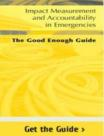 Impact Measurement
and Accountability
in Emergencies
The Good Enough Guide
Get the Guide >